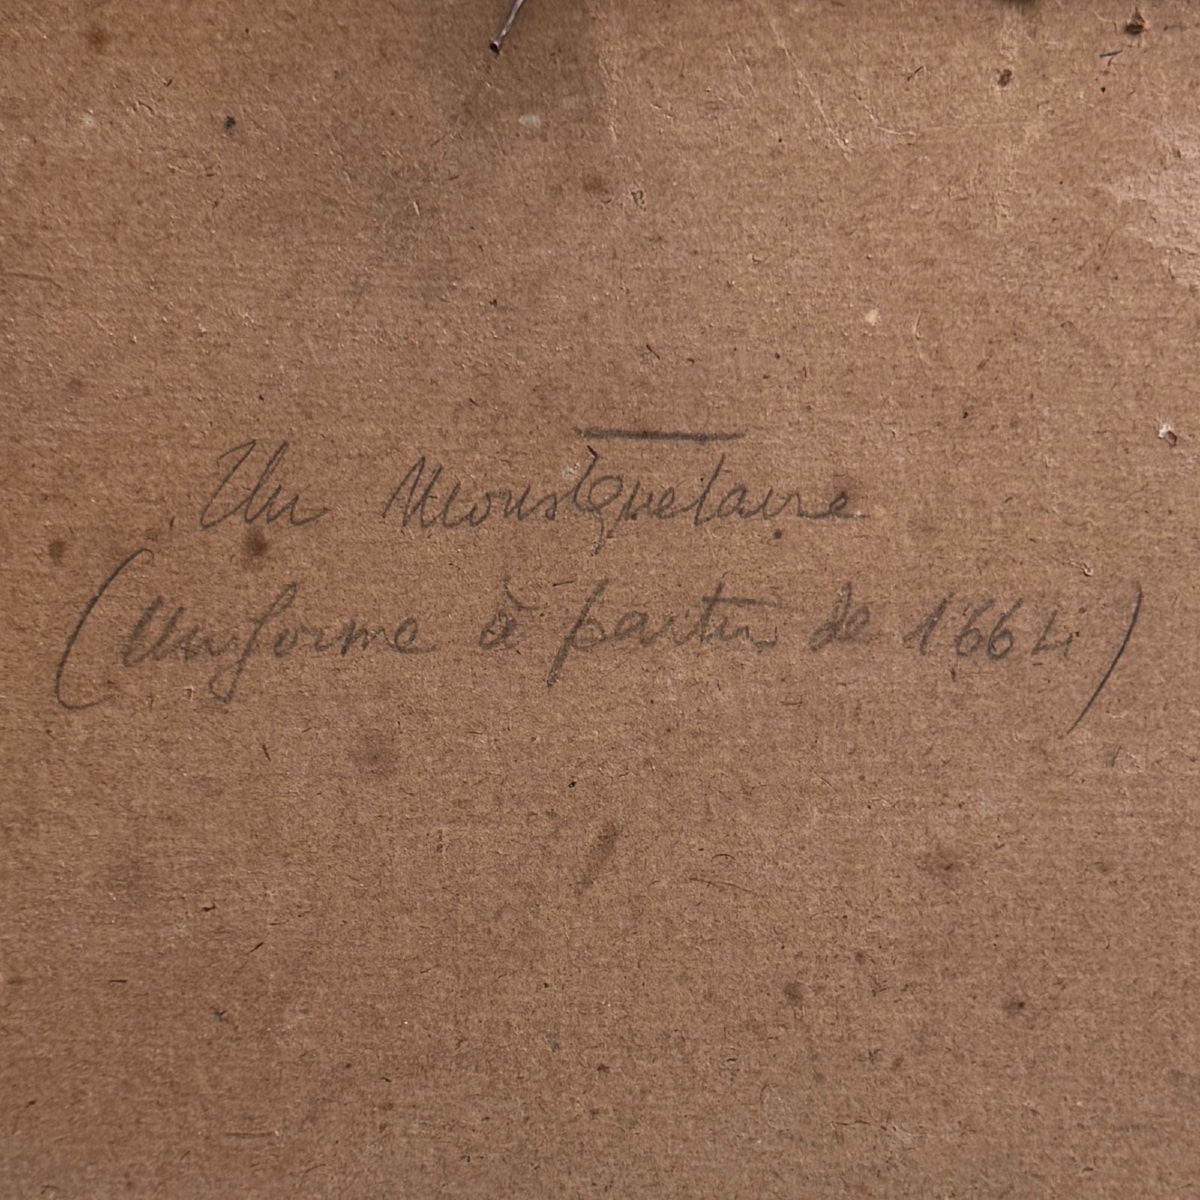 Un Mousquetaire
(Uniforme à partir de 1664)